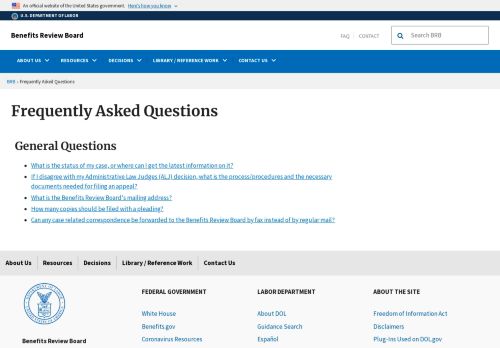 An official website of the United States government. Here's how you know
U.S. DEPARTMENT OF LABOR
Benefits Review Board
FAQ CONTACT
Search BRB
ABOUT US RESOURCES DECISIONS LIBRARY / REFERENCE WORK CONTACT US
BRB › Frequently Asked Questions
Frequently Asked Questions
General Questions
What is the status of my case, or where can I get the latest information on it?
If I disagree with my Administrative Law Judges (ALJ) decision, what is the process/procedures and the necessary
documents needed for filing an appeal?
What is the Benefits Review Board's mailing address?
How many copies should be filed with a pleading?
Can any case related correspondence be forwarded to the Benefits Review Board by fax instead of by regular mail?
About Us Resources Decisions Library / Reference Work Contact Us
FEDERAL GOVERNMENT LABOR DEPARTMENT ABOUT THE SITE
White House About DOL Freedom of Information Act
Benefits.gov Guidance Search Disclaimers
Benefits Review Board Coronavirus Resources Español Plug-Ins Used on DOL.gov